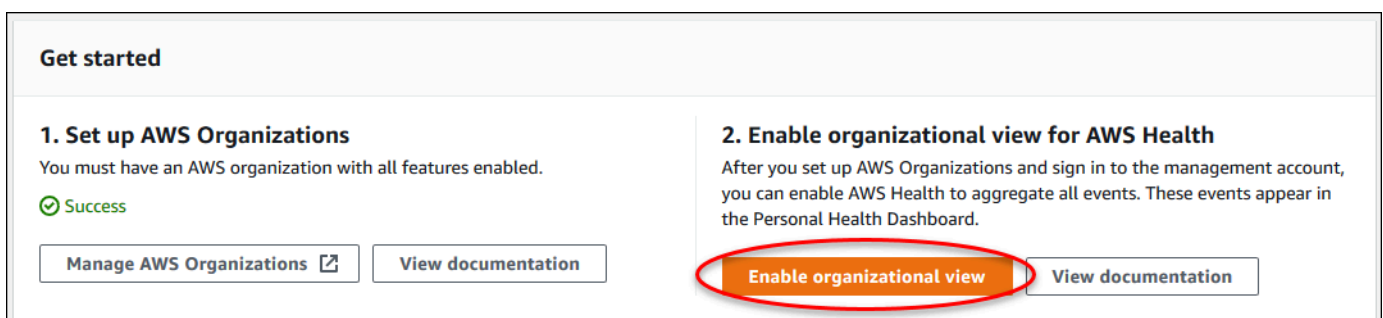 Get started
1. Set up AWS Organizations
You must have an AWS organization with all features enabled.
Success
Manage AWS Organizations
View documentation
2. Enable organizational view for AWS Health
After you set up AWS Organizations and sign in to the management account,
you can enable AWS Health to aggregate all events. These events appear in
the Personal Health Dashboard.
Enable organizational view
View documentation